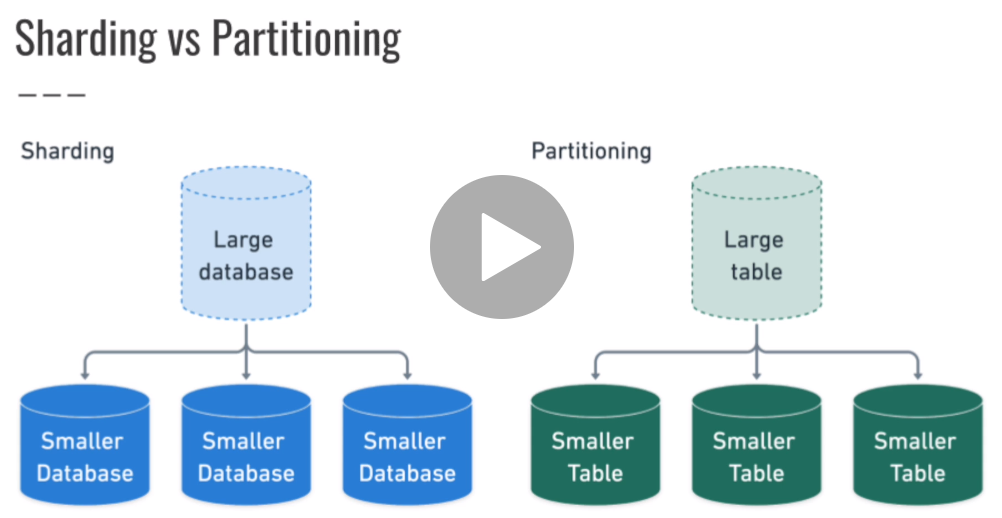 Sharding vs Partitioning
Sharding
Large
database
Smaller
Database
Smaller
Database
Smaller
Database
Partitioning
Large
table
Smaller
Table
Smaller
Table
Smaller
Table